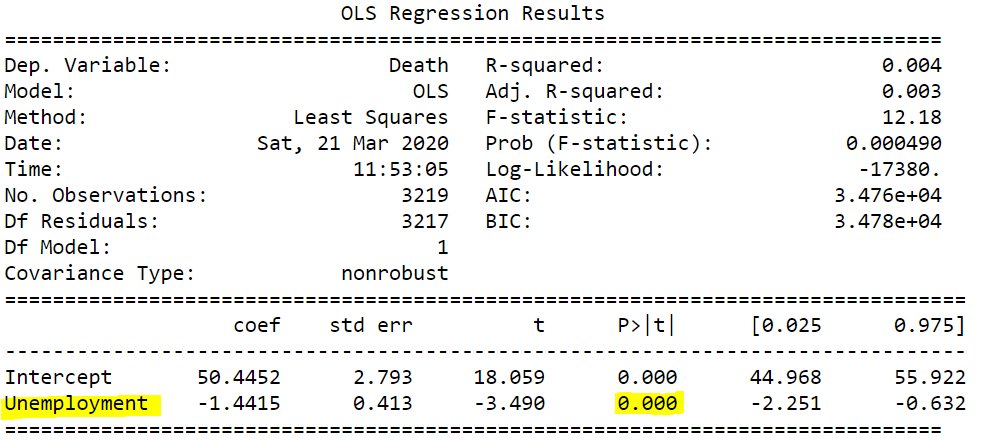 OLS Regression Results
==============================================================================
Dep. Variable: Death R-squared: 0.004
Model: OLS Adj. R-squared: 0.003
Method: Least Squares F-statistic: 12.18
Date: Sat, 21 Mar 2020 Prob (F-statistic): 0.000490
Time: 11:53:05 Log-Likelihood: -17380.
No. Observations: 3219 AIC: 3.476e+04
Df Residuals: 3217 BIC: 3.478e+04
Df Model: 1
Covariance Type: nonrobust
================================================================================
coef std err t P>|t| [0.025 0.975]
--------------------------------------------------------------------------------
Intercept 50.4452 2.793 18.059 0.000 44.968 55.922
Unemployment -1.4415 0.413 -3.490 0.000 -2.251 -0.632
==============================================================================